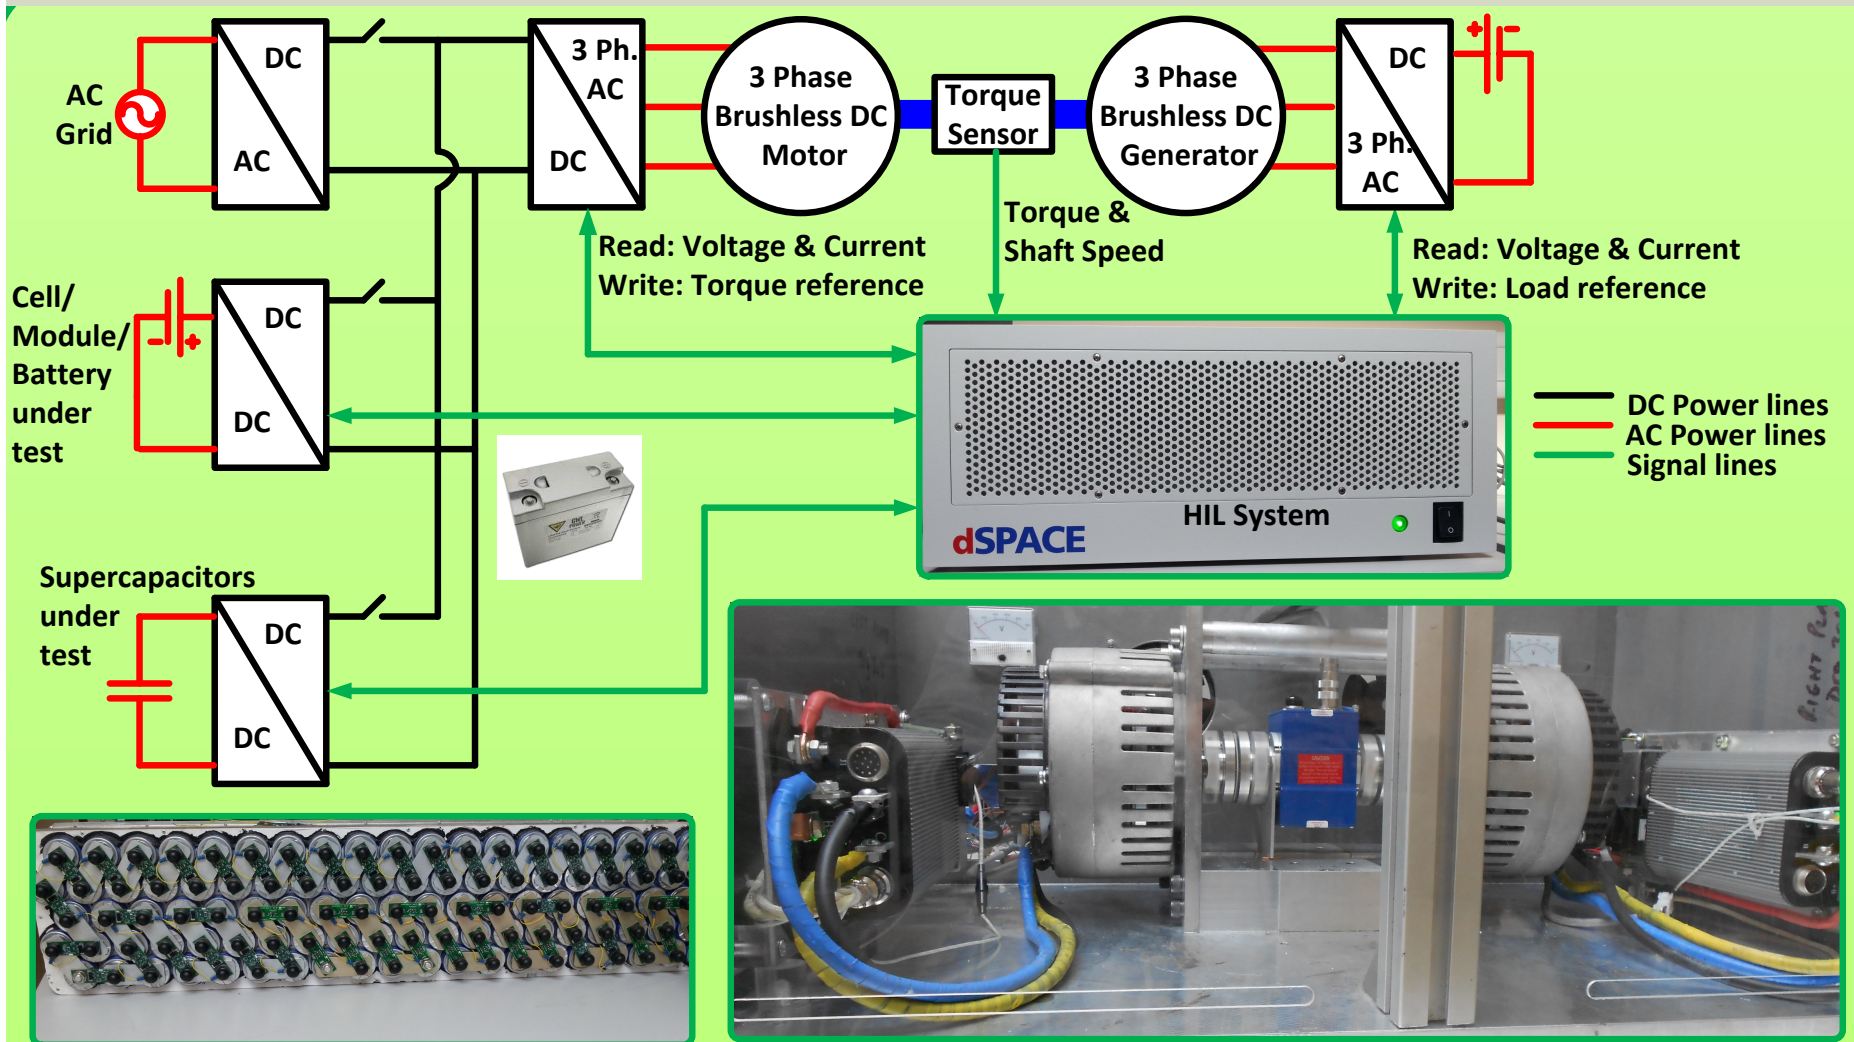 AC
Grid
DC
AC
3 Ph.
AC
DC
3 Phase
Brushless DC
Motor
Torque
Sensor
3 Phase
Brushless DC
Generator
DC
3 Ph.
AC
+ -
Read: Voltage & Current
Write: Torque reference
Torque &
Shaft Speed
Read: Voltage & Current
Write: Load reference
Cell/
Module/
Battery
under
test
- +
DC
DC
HIL System
dSPACE
DC Power lines
AC Power lines
Signal lines
Supercapacitors
under
test
DC
DC
RIGHT